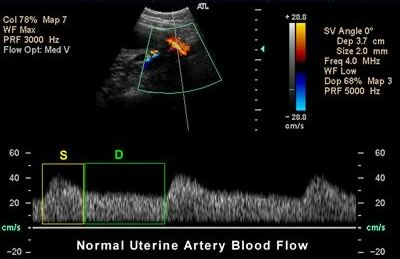 Col 78% Map 7
WF Max
PRF 3000 Hz
Flow Opt: Med V
ATL
+ 28.8
- 28.8
cm/s
SV Angle 0°
Dep 3.7 cm
Size 2.0 mm
Freq 4.0 MHz
WF Low
Dop 68% Map 3
PRF 5000 Hz
60 60
S D
40 40
20 20
cm/s cm/s
Normal Uterine Artery Blood Flow
-20 -20